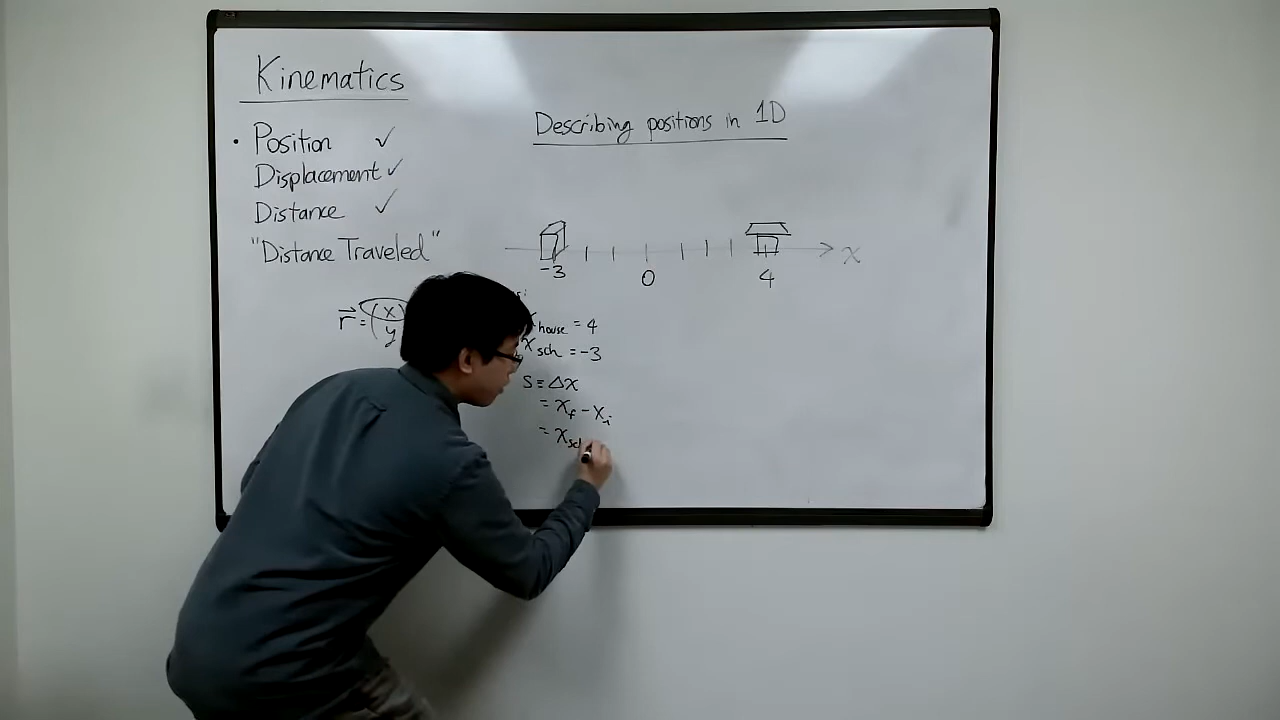 Kinematics
• Position ✓
Displacement ✓
Distance ✓
"Distance Traveled"
Describing positions in 1D
-3 0 4 x
r⃗ = (x
y
house = 4
x sch = -3
S = Δx
= x_f - x_i
= x_sch